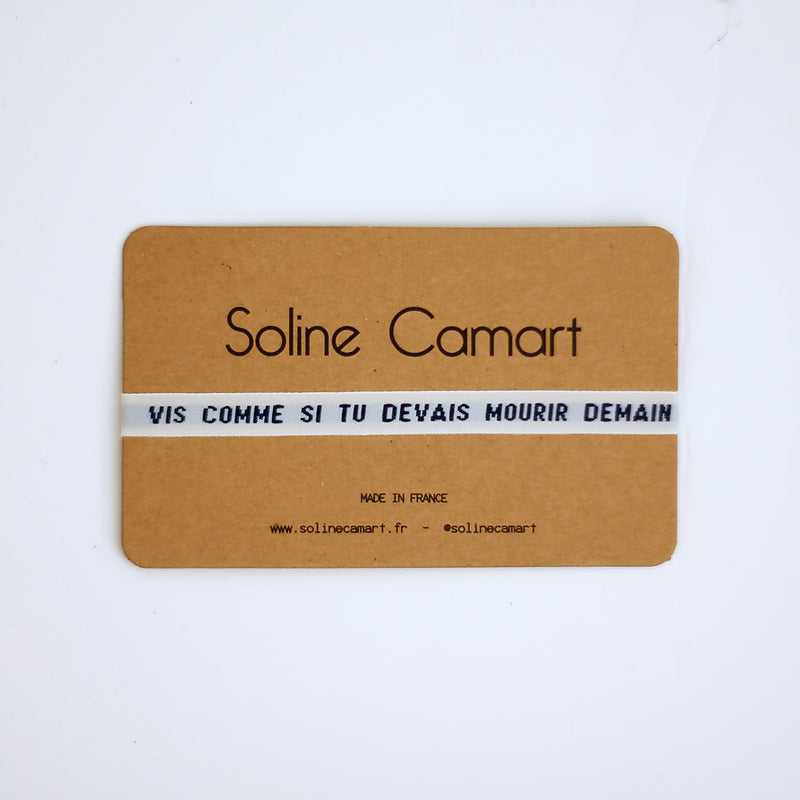 Soline Camart
VIS COMME SI TU DEVAIS MOURIR DEMAIN
MADE IN FRANCE
www.solinecamart.fr - @solinecamart